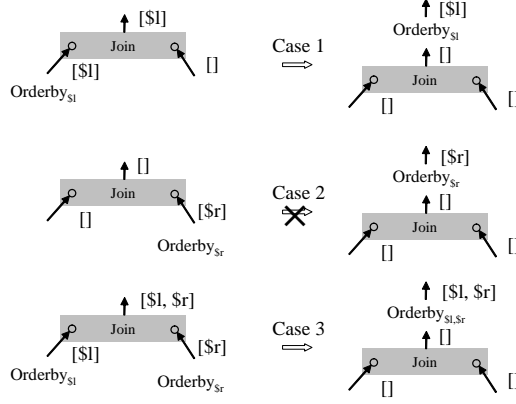 [$l]
Join
[$l]
[]
Orderby$l
Case 1
[$l]
Orderby$l
[]
Join
[]
[]
[]
Join
[]
[$r]
Orderby$r
Case 2
[$r]
Orderby$r
[]
Join
[]
[]
[$l, $r]
Join
[$l]
[$r]
Orderby$l
Orderby$r
Case 3
[$l, $r]
Orderby$l,$r
[]
Join
[]
[]